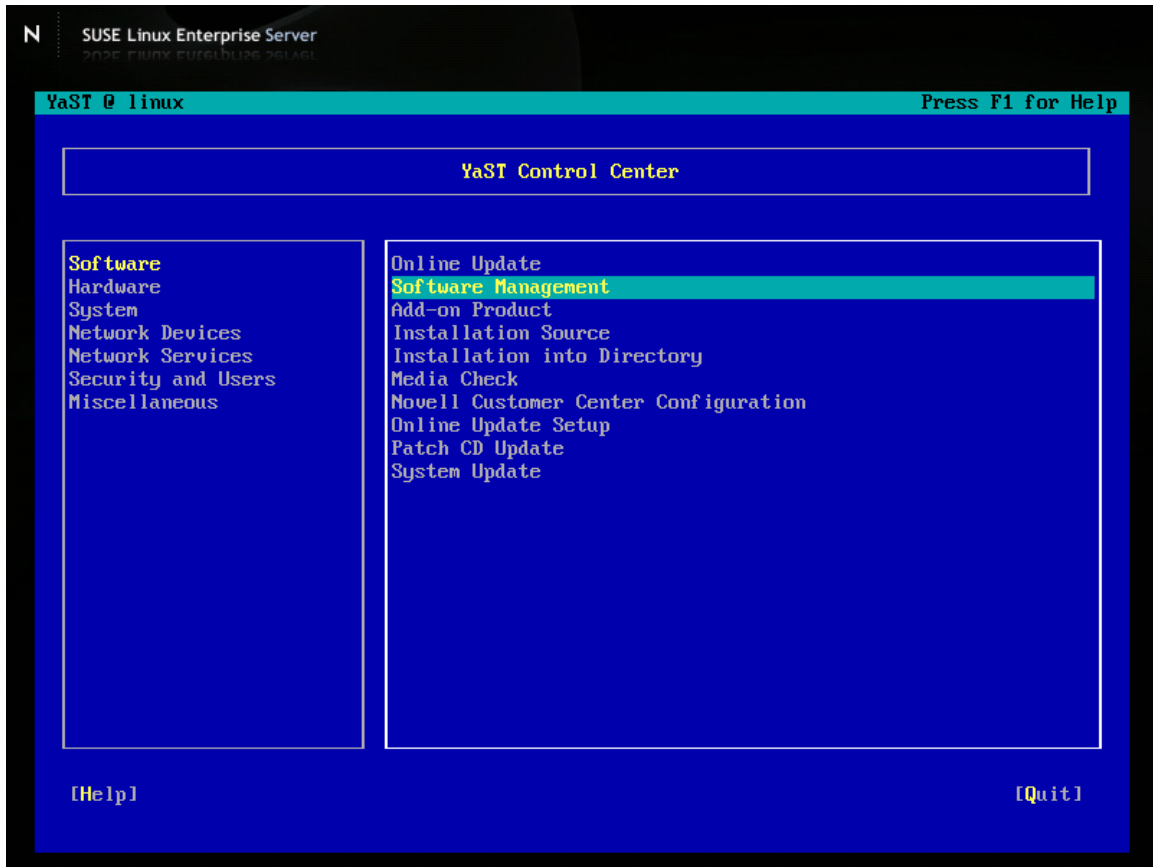 N
SUSE Linux Enterprise Server
YaST @ linux
Press F1 for Help
YaST Control Center
Software
Hardware
System
Network Devices
Network Services
Security and Users
Miscellaneous
Online Update
Software Management
Add-on Product
Installation Source
Installation into Directory
Media Check
Novell Customer Center Configuration
Online Update Setup
Patch CD Update
System Update
[Help]
[Quit]